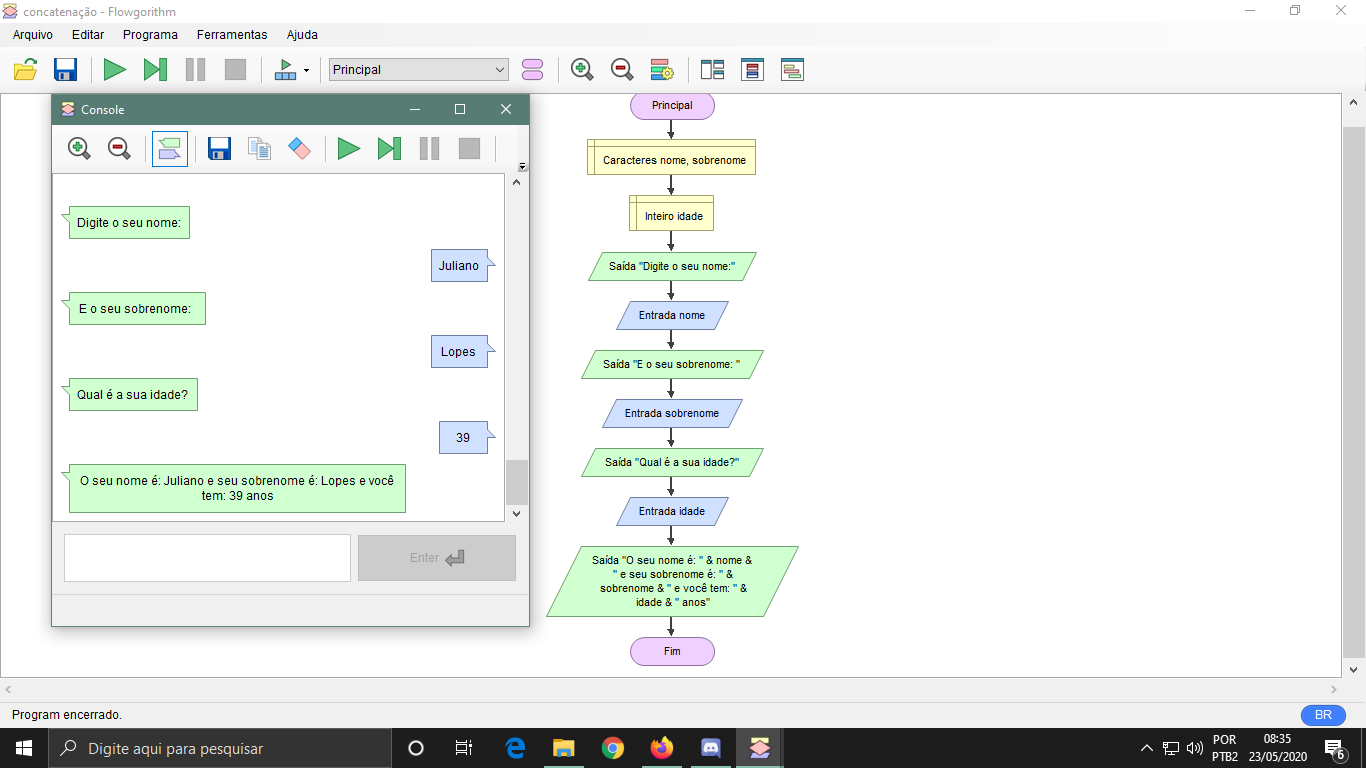 concatenação - Flowgorithm
Arquivo Editar Programa Ferramentas Ajuda
Principal
Console
Digite o seu nome:
Juliano
E o seu sobrenome:
Lopes
Qual é a sua idade?
39
O seu nome é: Juliano e seu sobrenome é: Lopes e você
tem: 39 anos
Enter
Principal
Caracteres nome, sobrenome
Inteiro idade
Saída "Digite o seu nome:"
Entrada nome
Saída "E o seu sobrenome: "
Entrada sobrenome
Saída "Qual é a sua idade?"
Entrada idade
Saída "O seu nome é: " & nome &
" e seu sobrenome é: " &
sobrenome & " e você tem: " &
idade & " anos"
Fim
Program encerrado.
BR
Digite aqui para pesquisar
POR
PTB2
08:35
23/05/2020
6